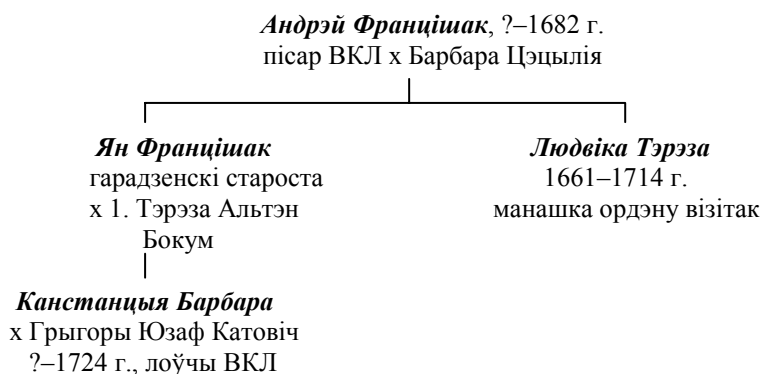 Андрэй Францішак, ?–1682 г.
пісар ВКЛ х Барбара Цэцылія
Ян Францішак
гарадзенскі староста
х 1. Тэрэза Альтэн
Бокум
Людвіка Тэрэза
1661–1714 г.
манашка ордэну візітак
Канстанцыя Барбара
х Грыгоры Юзаф Катовіч
?–1724 г., лоўчы ВКЛ